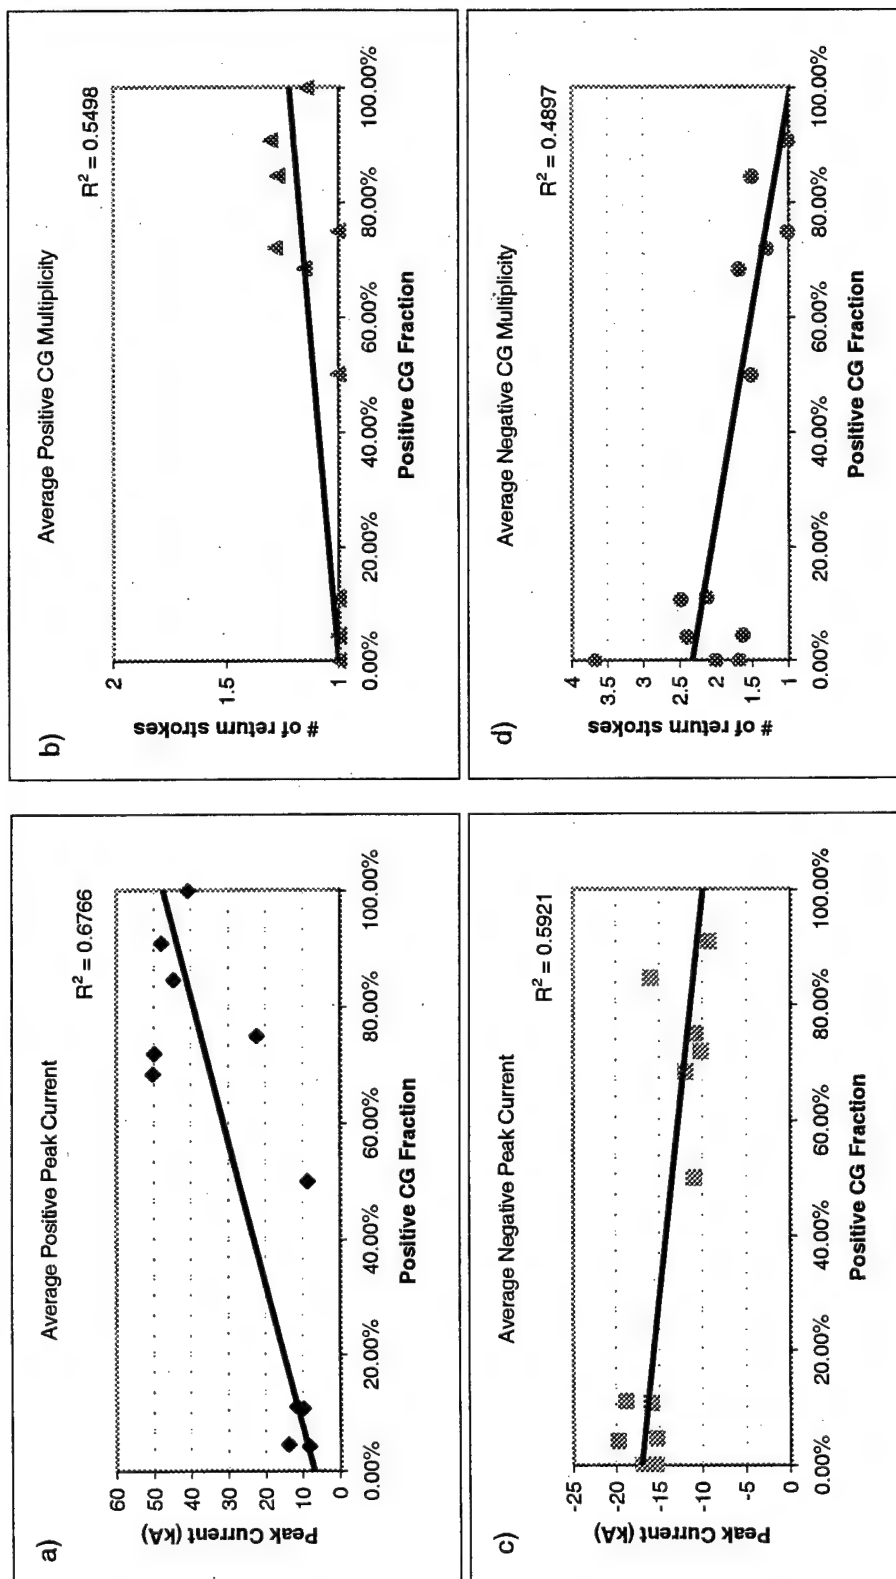 a)
Average Positive Peak Current
R² = 0.6766
Peak Current (kA)
60
50
40
30
20
10
0
0.00%
20.00%
40.00%
60.00%
80.00%
100.00%
Positive CG Fraction
b)
Average Positive CG Multiplicity
R² = 0.5498
# of return strokes
2
1.5
1
0.00%
20.00%
40.00%
60.00%
80.00%
100.00%
Positive CG Fraction
c)
Average Negative Peak Current
R² = 0.5921
Peak Current (kA)
-25
-20
-15
-10
-5
0
0.00%
20.00%
40.00%
60.00%
80.00%
100.00%
Positive CG Fraction
d)
Average Negative CG Multiplicity
R² = 0.4897
# of return strokes
4
3.5
3
2.5
2
1.5
1
0.00%
20.00%
40.00%
60.00%
80.00%
100.00%
Positive CG Fraction